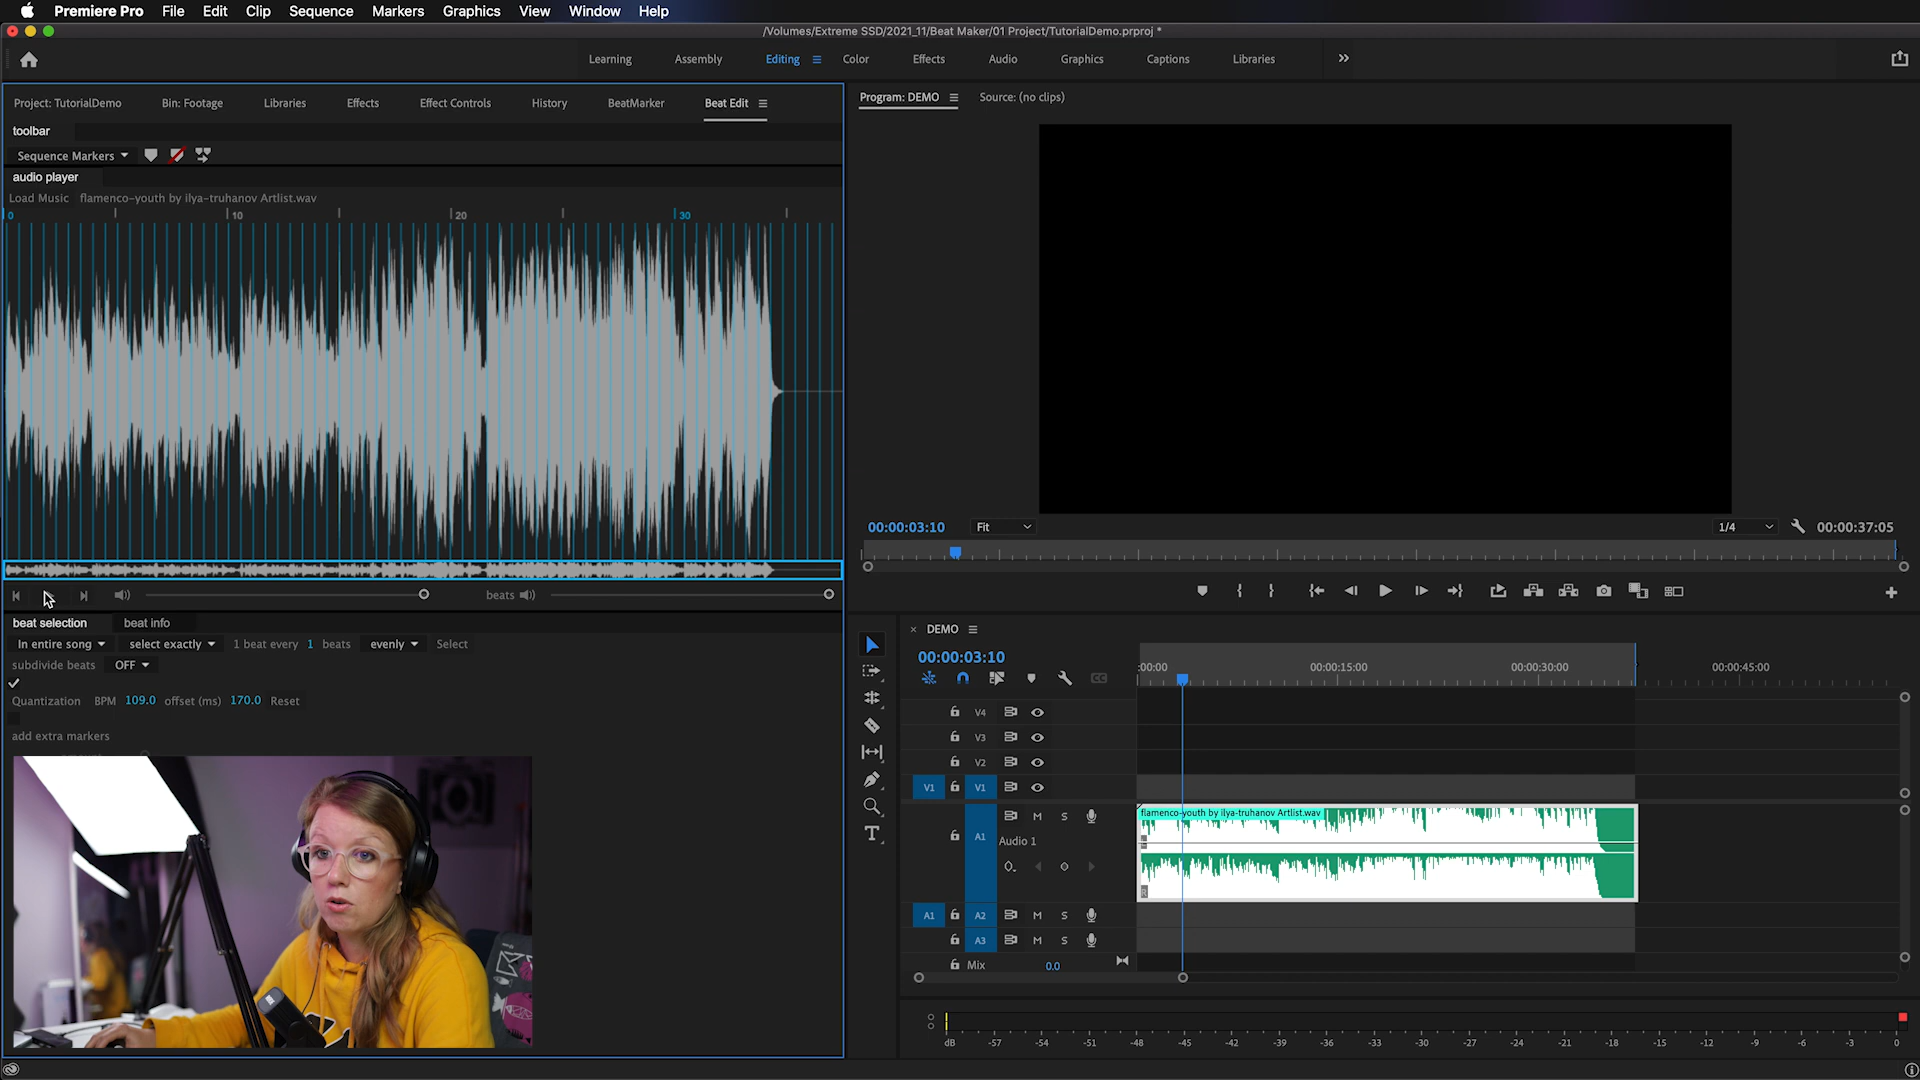 Premiere Pro File Edit Clip Sequence Markers Graphics View Window Help
/Volumes/Extreme SSD/2021_11/Beat Maker/01 Project/TutorialDemo.prproj *
Learning Assembly Editing Color Effects Audio Graphics Captions Libraries
Project: TutorialDemo Bin: Footage Libraries Effects Effect Controls History BeatMarker Beat Edit
toolbar
Sequence Markers
audio player
Load Music flamenco-youth by ilya-truhanov Artlist.wav
0 10 20 30
beats
beat selection beat info
In entire song select exactly 1 beat every 1 beats evenly Select
subdivide beats OFF
Quantization BPM 109.0 offset (ms) 170.0 Reset
add extra markers
Program: DEMO Source: (no clips)
00:00:03:10 Fit 1/4 00:00:37:05
DEMO
00:00:03:10
:00:00 00:00:15:00 00:00:30:00 00:00:45:00
V4
V3
V2
V1 V1
flamenco-youth by ilya-truhanov Artlist.wav
A1 M S
Audio 1
R
A1 A2 M S
A3 M S
Mix 0.0
dB -57 -54 -51 -48 -45 -42 -39 -36 -33 -30 -27 -24 -21 -18 -15 -12 -9 -6 -3 0